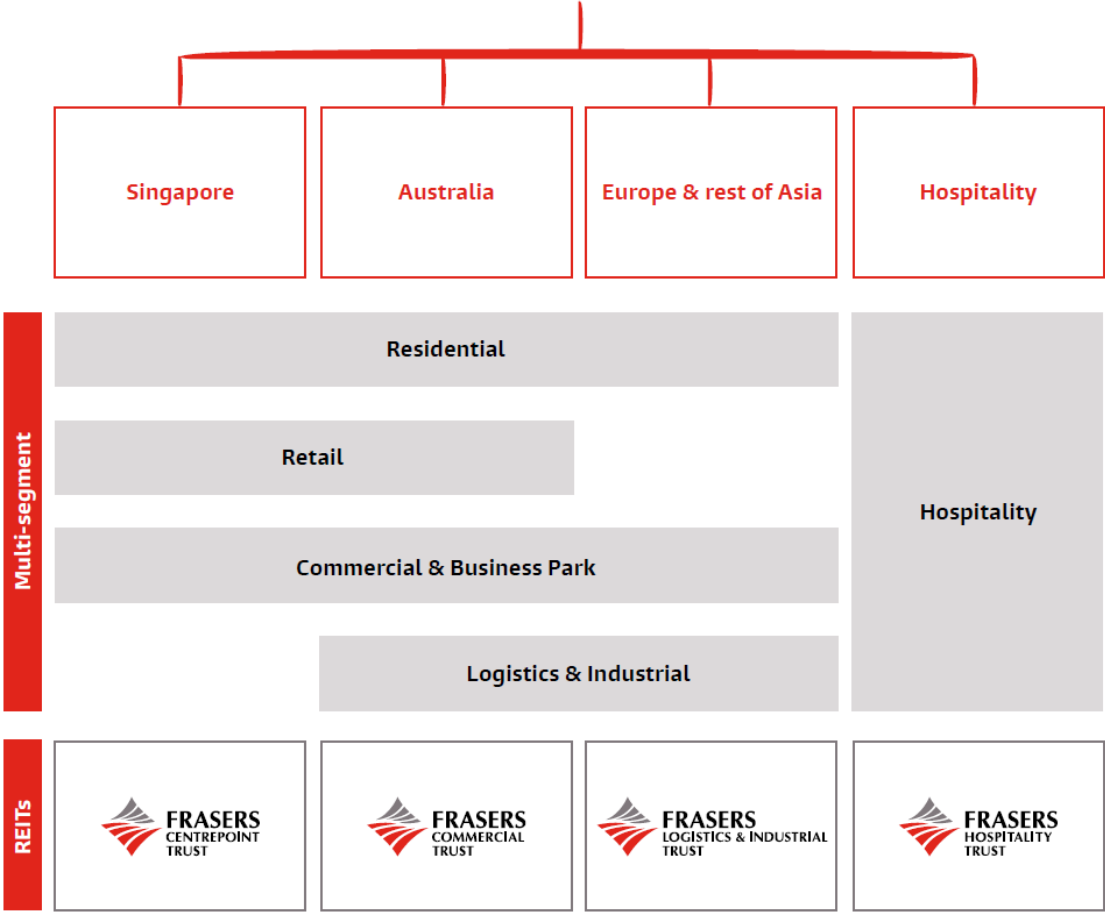 Singapore
Australia
Europe & rest of Asia
Hospitality
Multi-segment
Residential
Retail
Commercial & Business Park
Logistics & Industrial
Hospitality
REITs
FRASERS
CENTREPOINT
TRUST
FRASERS
COMMERCIAL
TRUST
FRASERS
LOGISTICS & INDUSTRIAL
TRUST
FRASERS
HOSPITALITY
TRUST